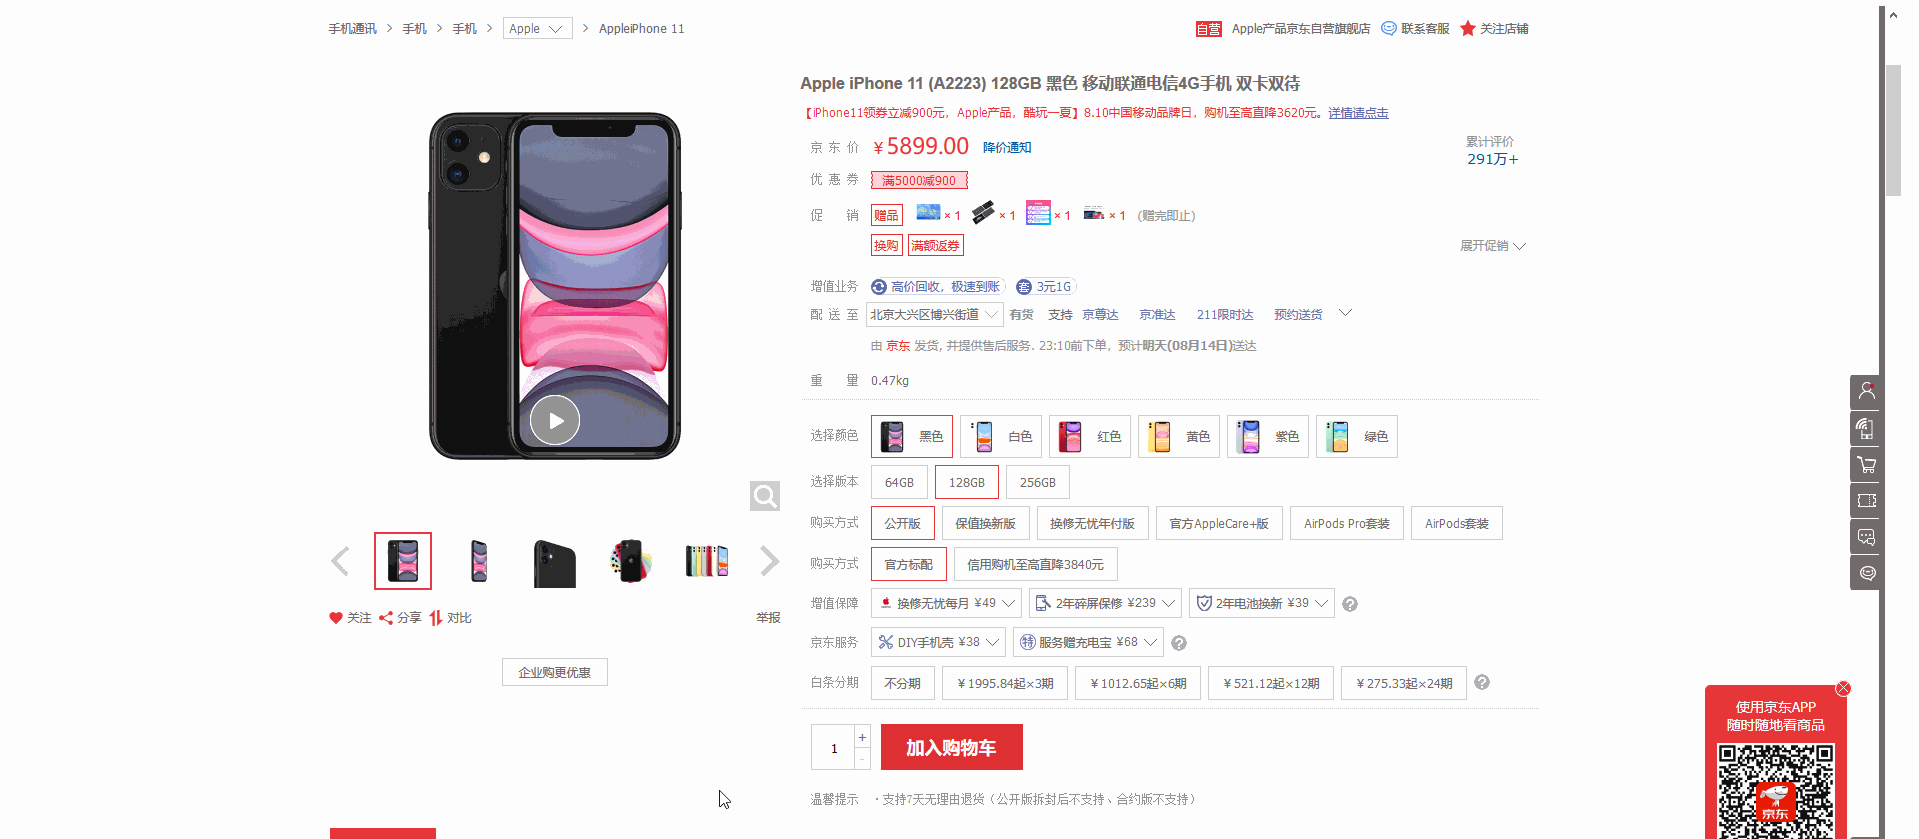 手机通讯 > 手机 > 手机 > Apple > AppleiPhone 11
自营 Apple产品京东自营旗舰店 联系客服 关注店铺
Apple iPhone 11 (A2223) 128GB 黑色 移动联通电信4G手机 双卡双待
【iPhone11领券立减900元，Apple产品，酷玩一夏】8.10中国移动品牌日，购机至高直降3620元。详情请点击
京东价 ￥5899.00 降价通知
累计评价
291万+
优惠券 满5000减900
促销 赠品 × 1 × 1 × 1 × 1 (赠完即止)
换购 满额返券 展开促销
增值业务 高价回收，极速到账 套 3元1G
配送至 北京大兴区博兴街道 有货 支持 京尊达 京准达 211限时达 预约送货
由 京东 发货, 并提供售后服务. 23:10前下单，预计明天(08月14日)送达
重量 0.47kg
选择颜色 黑色 白色 红色 黄色 紫色 绿色
选择版本 64GB 128GB 256GB
购买方式 公开版 保值换新版 换修无忧年付版 官方AppleCare+版 AirPods Pro套装 AirPods套装
购买方式 官方标配 信用购机至高直降3840元
增值保障 换修无忧每月 ¥49 2年碎屏保修 ¥239 2年电池换新 ¥39 ?
京东服务 DIY手机壳 ¥38 特 服务赠充电宝 ¥68 ?
白条分期 不分期 ￥1995.84起×3期 ￥1012.65起×6期 ￥521.12起×12期 ￥275.33起×24期 ?
1 + - 加入购物车
温馨提示 ·支持7天无理由退货（公开版拆封后不支持、合约版不支持）
关注 分享 对比 举报
企业购更优惠
使用京东APP
随时随地看商品
京东